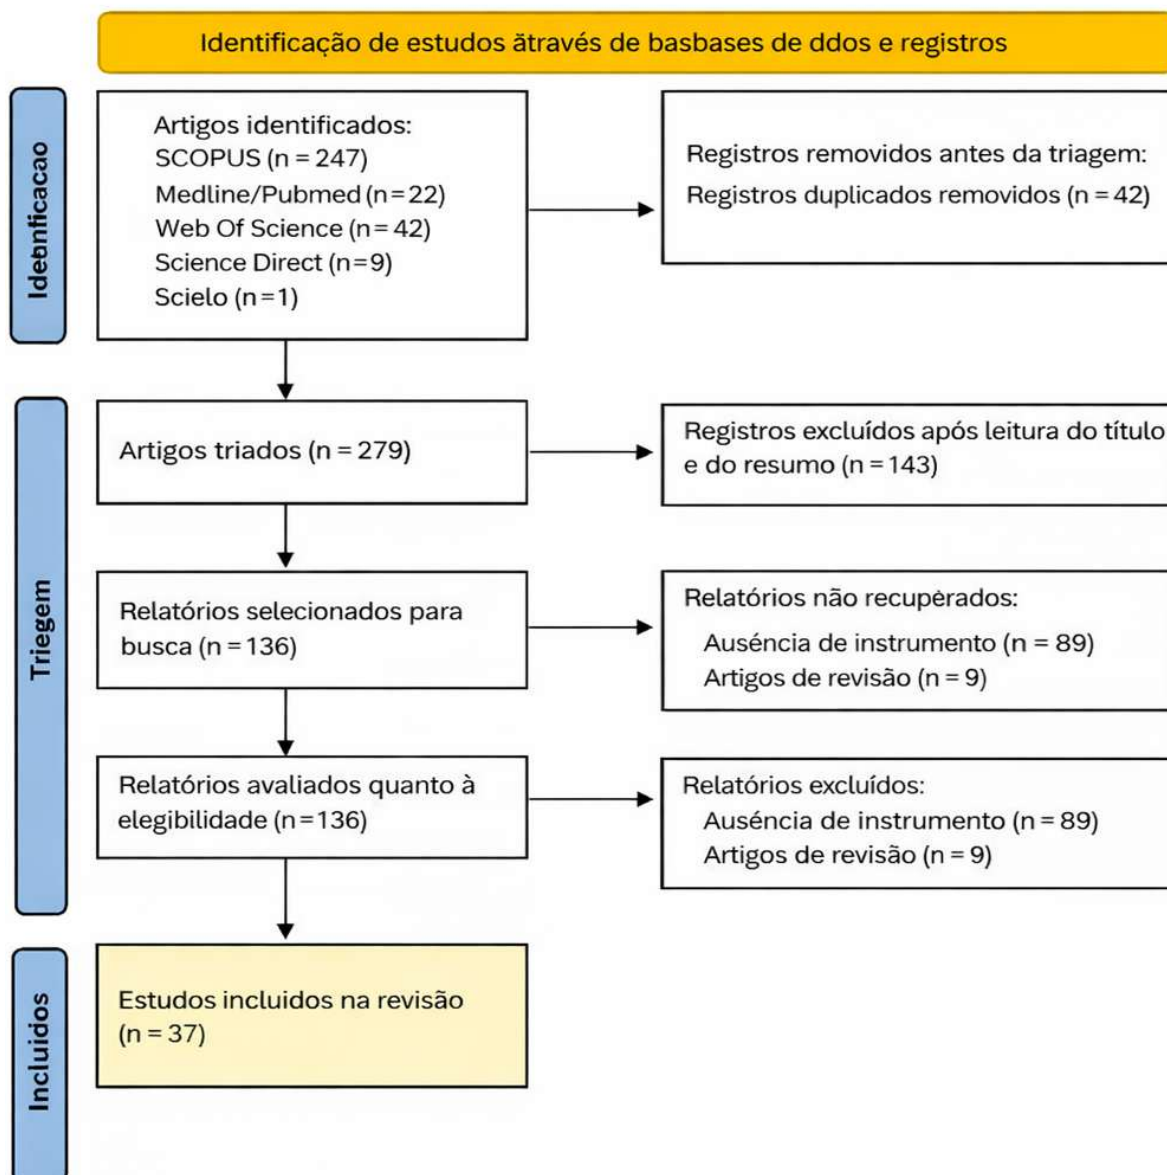 Identificação de estudos ätravés de basbases de ddos e registros
Idebnficacao
Artigos identificados:
SCOPUS (n = 247)
Medline/Pubmed (n = 22)
Web Of Science (n = 42)
Science Direct (n = 9)
Scielo (n = 1)
Registros removidos antes da triagem:
Registros duplicados removidos (n = 42)
Triegem
Artigos triados (n = 279)
Registros excluídos após leitura do título
e do resumo (n = 143)
Relatórios selecionados para
busca (n = 136)
Relatórios não recuperados:
Auséncia de instrumento (n = 89)
Artigos de revisão (n = 9)
Relatórios avaliados quanto à
elegibilidade (n = 136)
Relatórios excluídos:
Auséncia de instrumento (n = 89)
Artigos de revisão (n = 9)
Incluidos
Estudos incluidos na revisão
(n = 37)